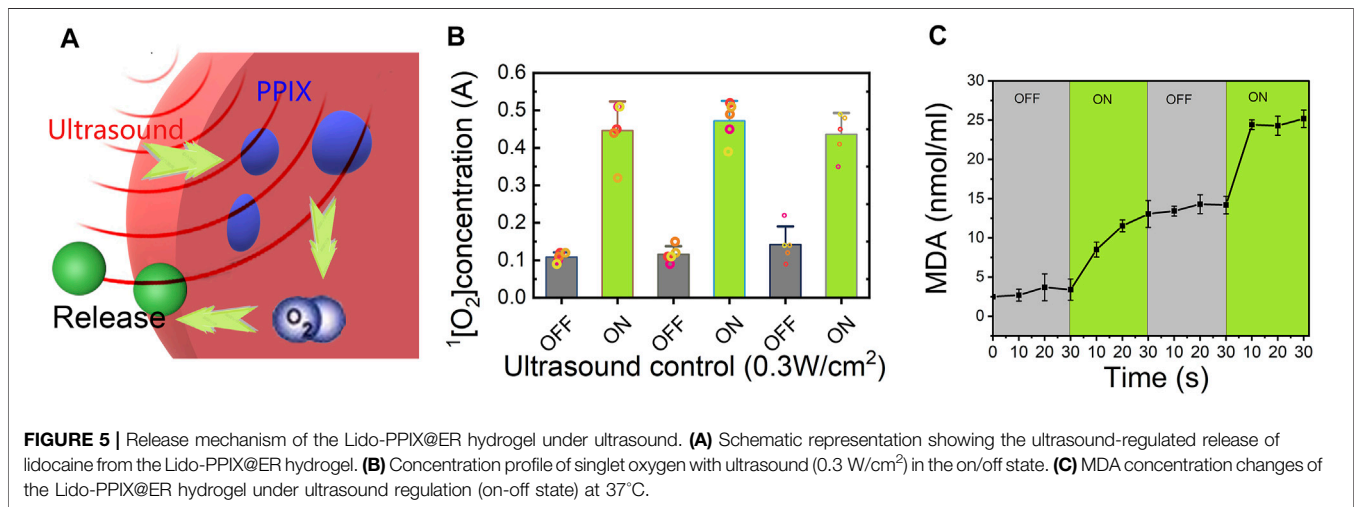 A
Ultrasound
PPIX
O2
Release
B
1[O2]concentration (A)
0.6
0.5
0.4
0.3
0.2
0.1
0.0
OFF ON OFF ON OFF ON
Ultrasound control (0.3W/cm²)
C
MDA (nmol/ml)
30
25
20
15
10
5
0
OFF ON OFF ON
0 10 20 30 10 20 30 10 20 30 10 20 30
Time (s)
FIGURE 5 | Release mechanism of the Lido-PPIX@ER hydrogel under ultrasound. (A) Schematic representation showing the ultrasound-regulated release of
lidocaine from the Lido-PPIX@ER hydrogel. (B) Concentration profile of singlet oxygen with ultrasound (0.3 W/cm²) in the on/off state. (C) MDA concentration changes of
the Lido-PPIX@ER hydrogel under ultrasound regulation (on-off state) at 37°C.